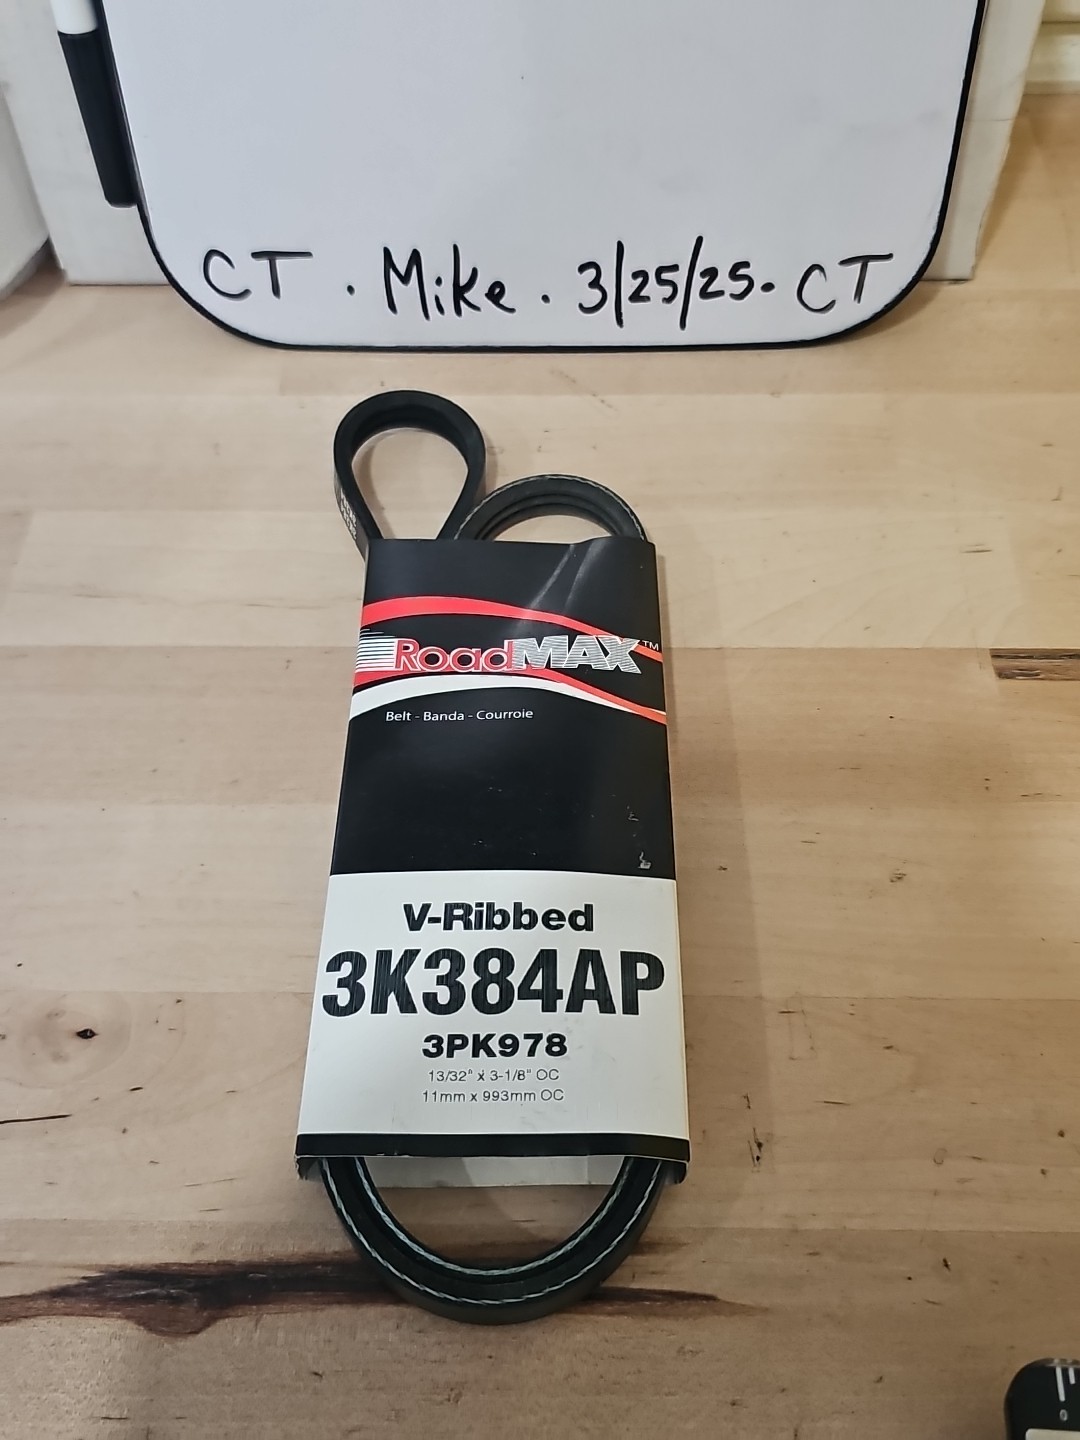 CT . Mike . 3/25/25. CT
RoadMAX™
Belt - Banda - Courroie
V-Ribbed
3K384AP
3PK978
13/32" x 3-1/8" OC
11mm x 993mm OC